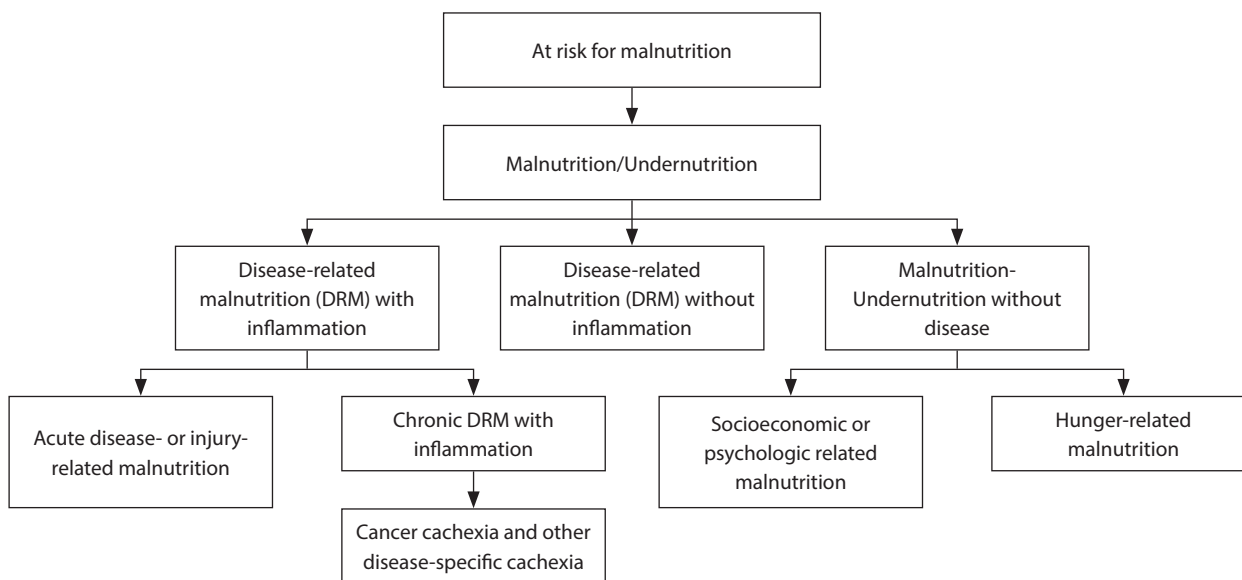 At risk for malnutrition
Malnutrition/Undernutrition
Disease-related
malnutrition (DRM) with
inflammation
Disease-related
malnutrition (DRM) without
inflammation
Malnutrition-
Undernutrition without
disease
Acute disease- or injury-
related malnutrition
Chronic DRM with
inflammation
Socioeconomic or
psychologic related
malnutrition
Hunger-related
malnutrition
Cancer cachexia and other
disease-specific cachexia